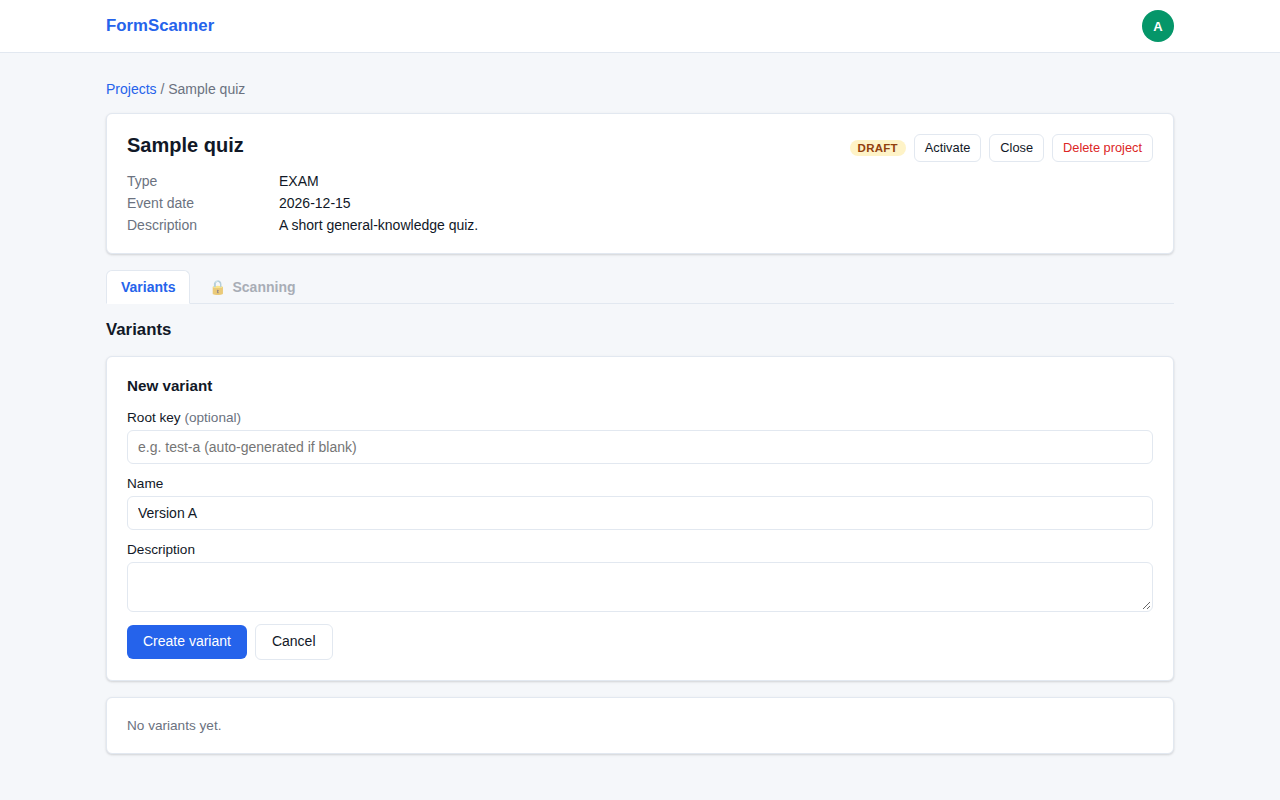 FormScanner
A
Projects / Sample quiz
Sample quiz
DRAFT Activate Close Delete project
Type EXAM
Event date 2026-12-15
Description A short general-knowledge quiz.
Variants 🔒 Scanning
Variants
New variant
Root key (optional)
e.g. test-a (auto-generated if blank)
Name
Version A
Description
Create variant Cancel
No variants yet.